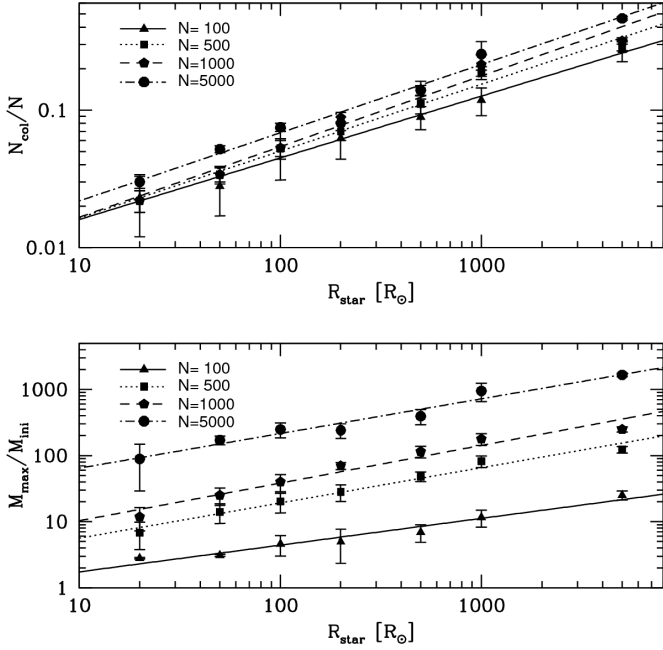 N= 100
N= 500
N=1000
N=5000
0.1
0.01
N_col/N
10 100 1000
R_star [R_⊙]
N= 100
N= 500
N=1000
N=5000
1000
100
10
1
M_max/M_ini
10 100 1000
R_star [R_⊙]